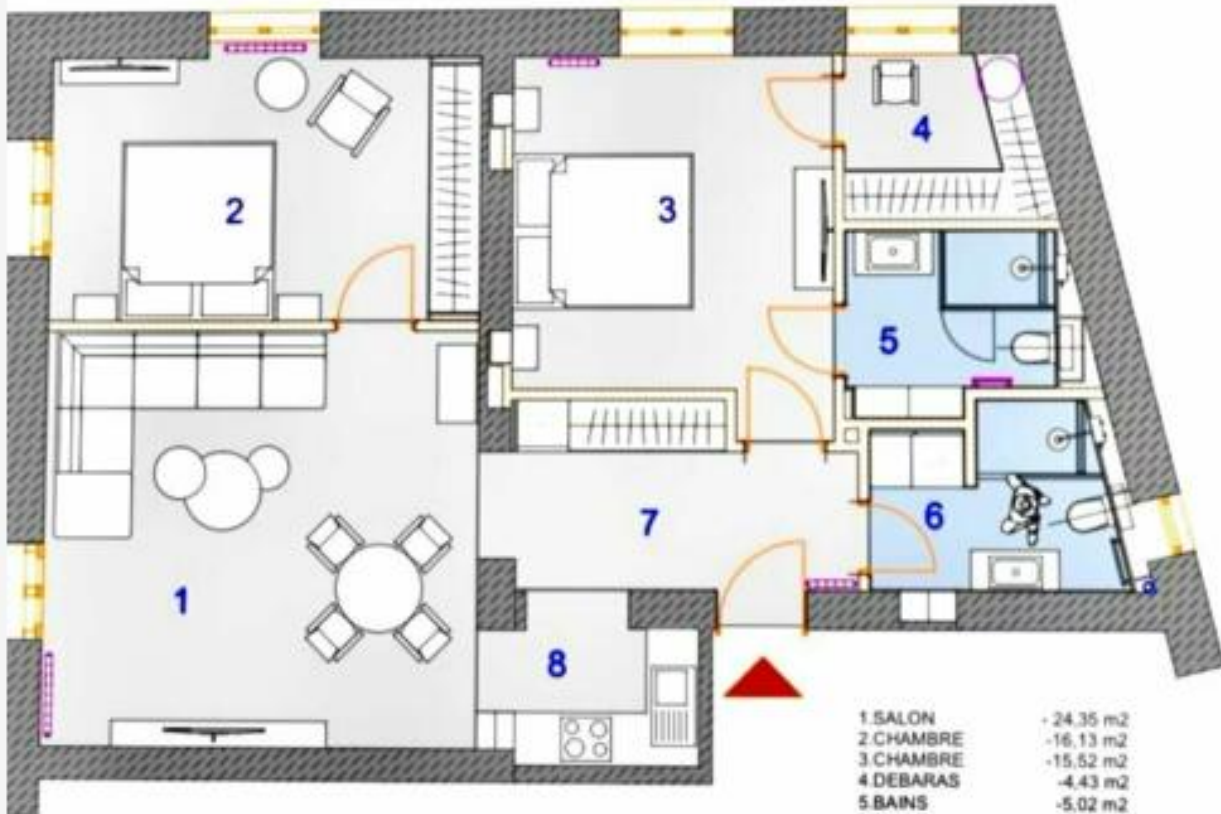 2
3
4
5
6
7
1
8
1.SALON - 24,35 m2
2.CHAMBRE -16,13 m2
3.CHAMBRE -15,52 m2
4.DEBARAS -4,43 m2
5.BAINS -5,02 m2